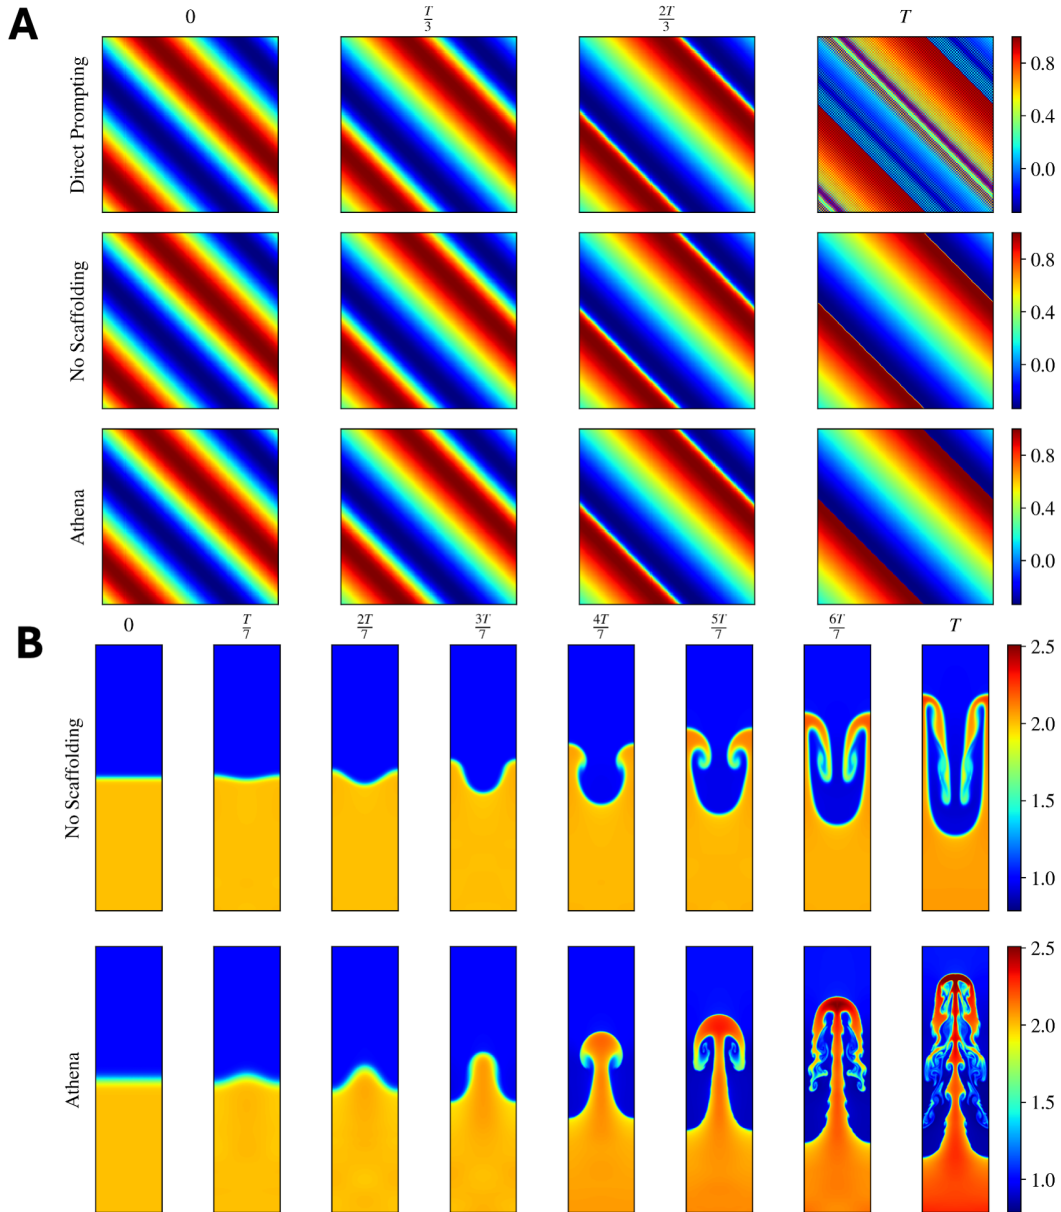 A
0
T/3
2T/3
T
Direct Prompting
0.8
0.4
0.0
No Scaffolding
0.8
0.4
0.0
Athena
0.8
0.4
0.0
B
0
T/7
2T/7
3T/7
4T/7
5T/7
6T/7
T
No Scaffolding
2.5
2.0
1.5
1.0
Athena
2.5
2.0
1.5
1.0